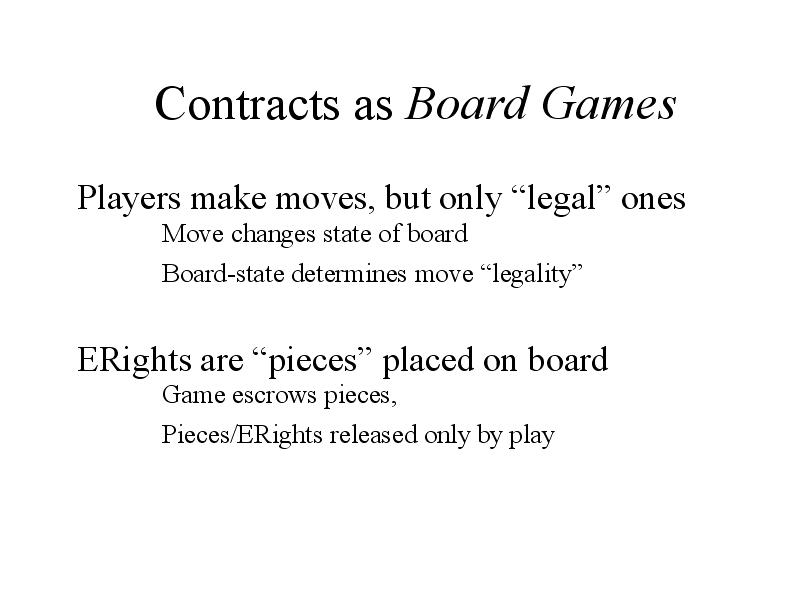 Contracts as Board Games
Players make moves, but only “legal” ones
Move changes state of board
Board-state determines move “legality”
ERights are “pieces” placed on board
Game escrows pieces,
Pieces/ERights released only by play